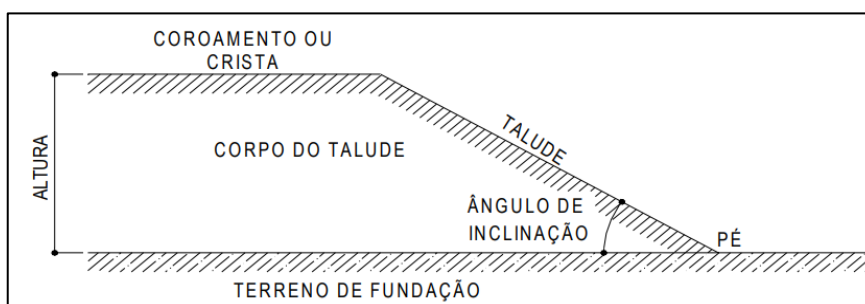 COROAMENTO OU
CRISTA
ALTURA
CORPO DO TALUDE
TALUDE
ÂNGULO DE
INCLINAÇÃO
PÉ
TERRENO DE FUNDAÇÃO